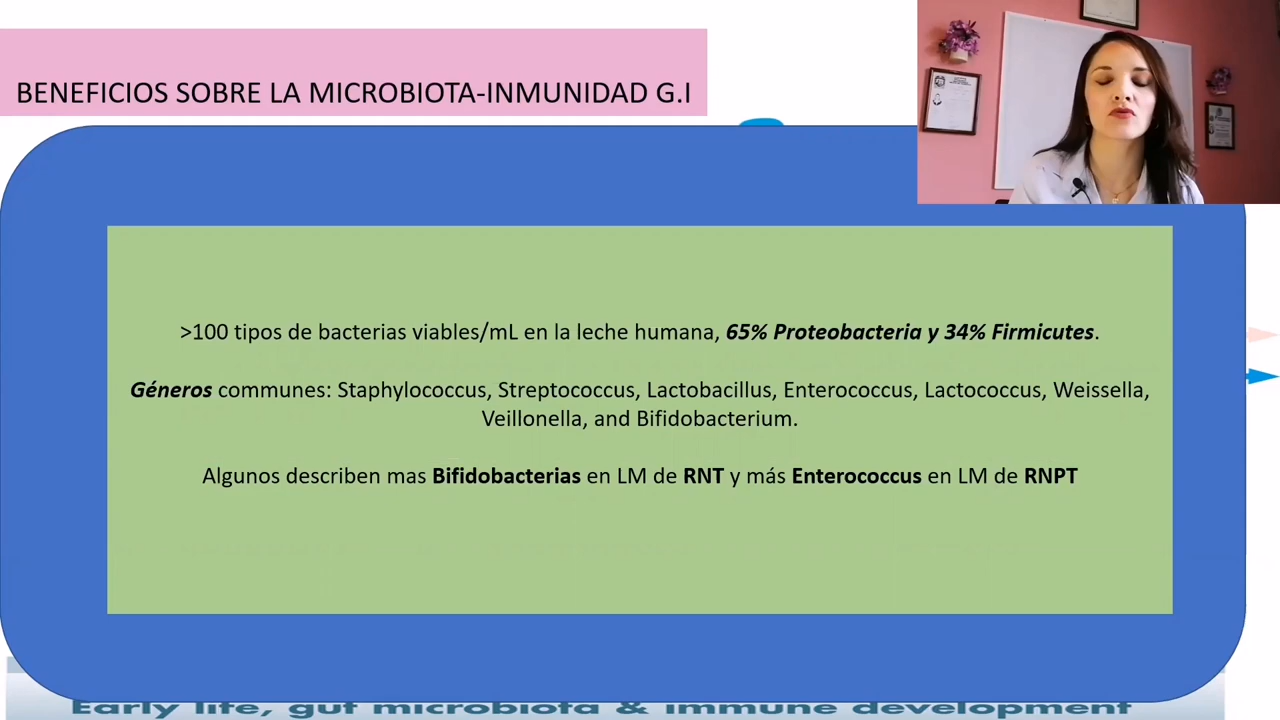 BENEFICIOS SOBRE LA MICROBIOTA-INMUNIDAD G.I
>100 tipos de bacterias viables/mL en la leche humana, 65% Proteobacteria y 34% Firmicutes.
Géneros communes: Staphylococcus, Streptococcus, Lactobacillus, Enterococcus, Lactococcus, Weissella,
Veillonella, and Bifidobacterium.
Algunos describen mas Bifidobacterias en LM de RNT y más Enterococcus en LM de RNPT
Early life, gut microbiota & immune development